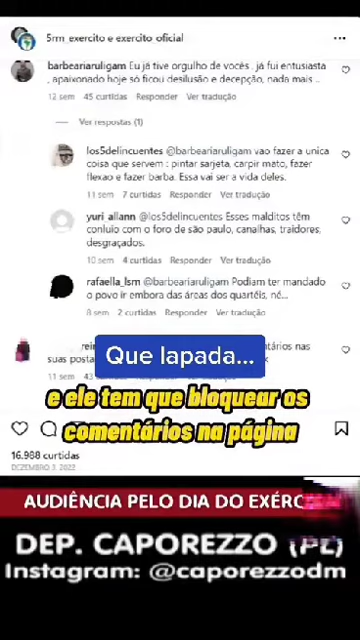 5rm_exercito e exercito_oficial
barbeariaruligam Eu já tive orgulho de vocês , já fui entusiasta
, apaixonado hoje só ficou desilusão e decepção, nada mais ..
12 sem 45 curtidas Responder Ver tradução
Ver respostas (1)
los5delincuentes @barbeariaruligam vao fazer a unica
coisa que servem : pintar sarjeta, carpir mato, fazer
flexao e fazer barba. Essa vai ser a vida deles.
11 sem 7 curtidas Responder Ver tradução
yuri_allann @los5delincuentes Esses malditos têm
conluio com o foro de são paulo, canalhas, traidores,
desgraçados.
10 sem 4 curtidas Responder Ver tradução
rafaella_lsm @barbeariaruligam Podiam ter mandado
o povo ir embora das áreas dos quartéis, né...
8 sem 2 curtidas Responder Ver tradução
suas posta
Que lapada...
11 sem
e ele tem que bloquear os
comentários na página
16.988 curtidas
DEZEMBRO 3, 2022
AUDIÊNCIA PELO DIA DO
DEP. CAPOREZZO (PL)
Instagram: @caporezzodm